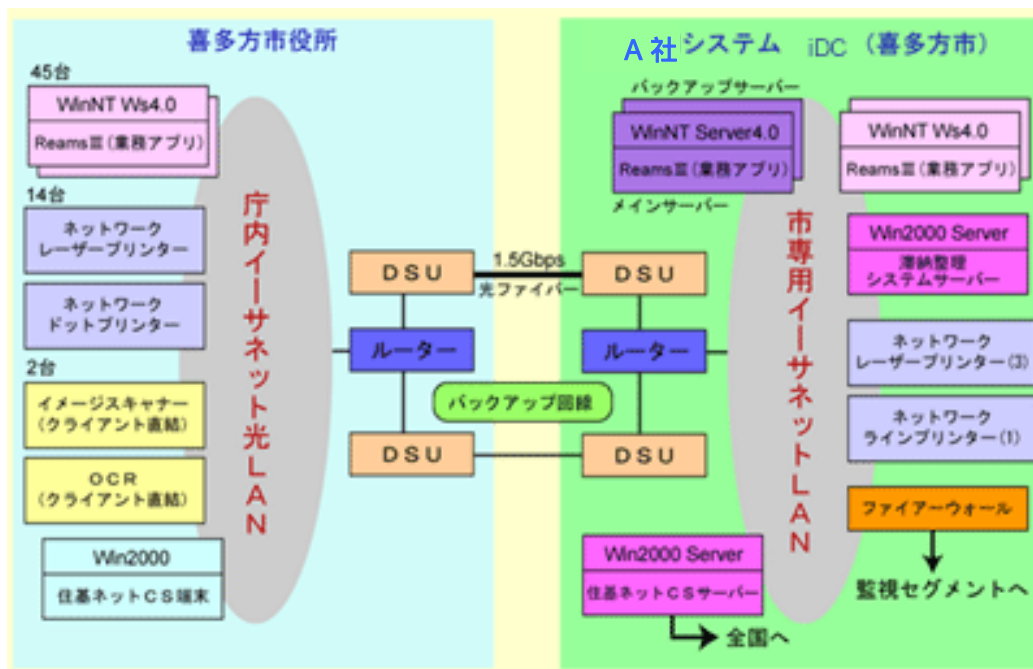 喜多方市役所
45台
WinNT Ws4.0
ReamsⅢ(業務アプリ)
14台
ネットワーク
レーザープリンター
ネットワーク
ドットプリンター
2台
イメージスキャナー
(クライアント直結)
OCR
(クライアント直結)
Win2000
住基ネットCS端末
庁内イーサネット光LAN
DSU
ルーター
DSU
1.5Gbps
光ファイバー
バックアップ回線
A社システム iDC (喜多方市)
バックアップサーバー
WinNT Server4.0
ReamsⅢ(業務アプリ)
メインサーバー
DSU
ルーター
DSU
Win2000 Server
住基ネットCSサーバー
全国へ
市専用イーサネットLAN
WinNT Ws4.0
ReamsⅢ(業務アプリ)
Win2000 Server
滞納整理
システムサーバー
ネットワーク
レーザープリンター(3)
ネットワーク
ラインプリンター(1)
ファイアーウォール
監視セグメントへ